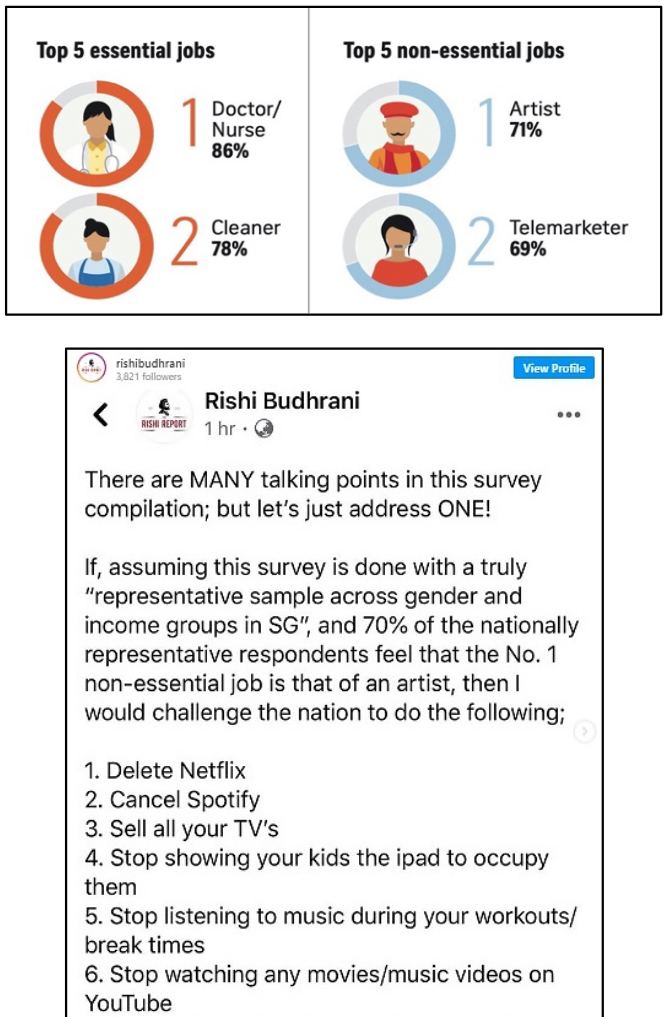 Top 5 essential jobs
1 Doctor/
Nurse
86%
2 Cleaner
78%
Top 5 non-essential jobs
1 Artist
71%
2 Telemarketer
69%
rishibudhrani
3,821 followers
View Profile
RISHI REPORT
Rishi Budhrani
1 hr ·
There are MANY talking points in this survey
compilation; but let's just address ONE!
If, assuming this survey is done with a truly
"representative sample across gender and
income groups in SG", and 70% of the nationally
representative respondents feel that the No. 1
non-essential job is that of an artist, then I
would challenge the nation to do the following;
1. Delete Netflix
2. Cancel Spotify
3. Sell all your TV's
4. Stop showing your kids the ipad to occupy
them
5. Stop listening to music during your workouts/
break times
6. Stop watching any movies/music videos on
YouTube